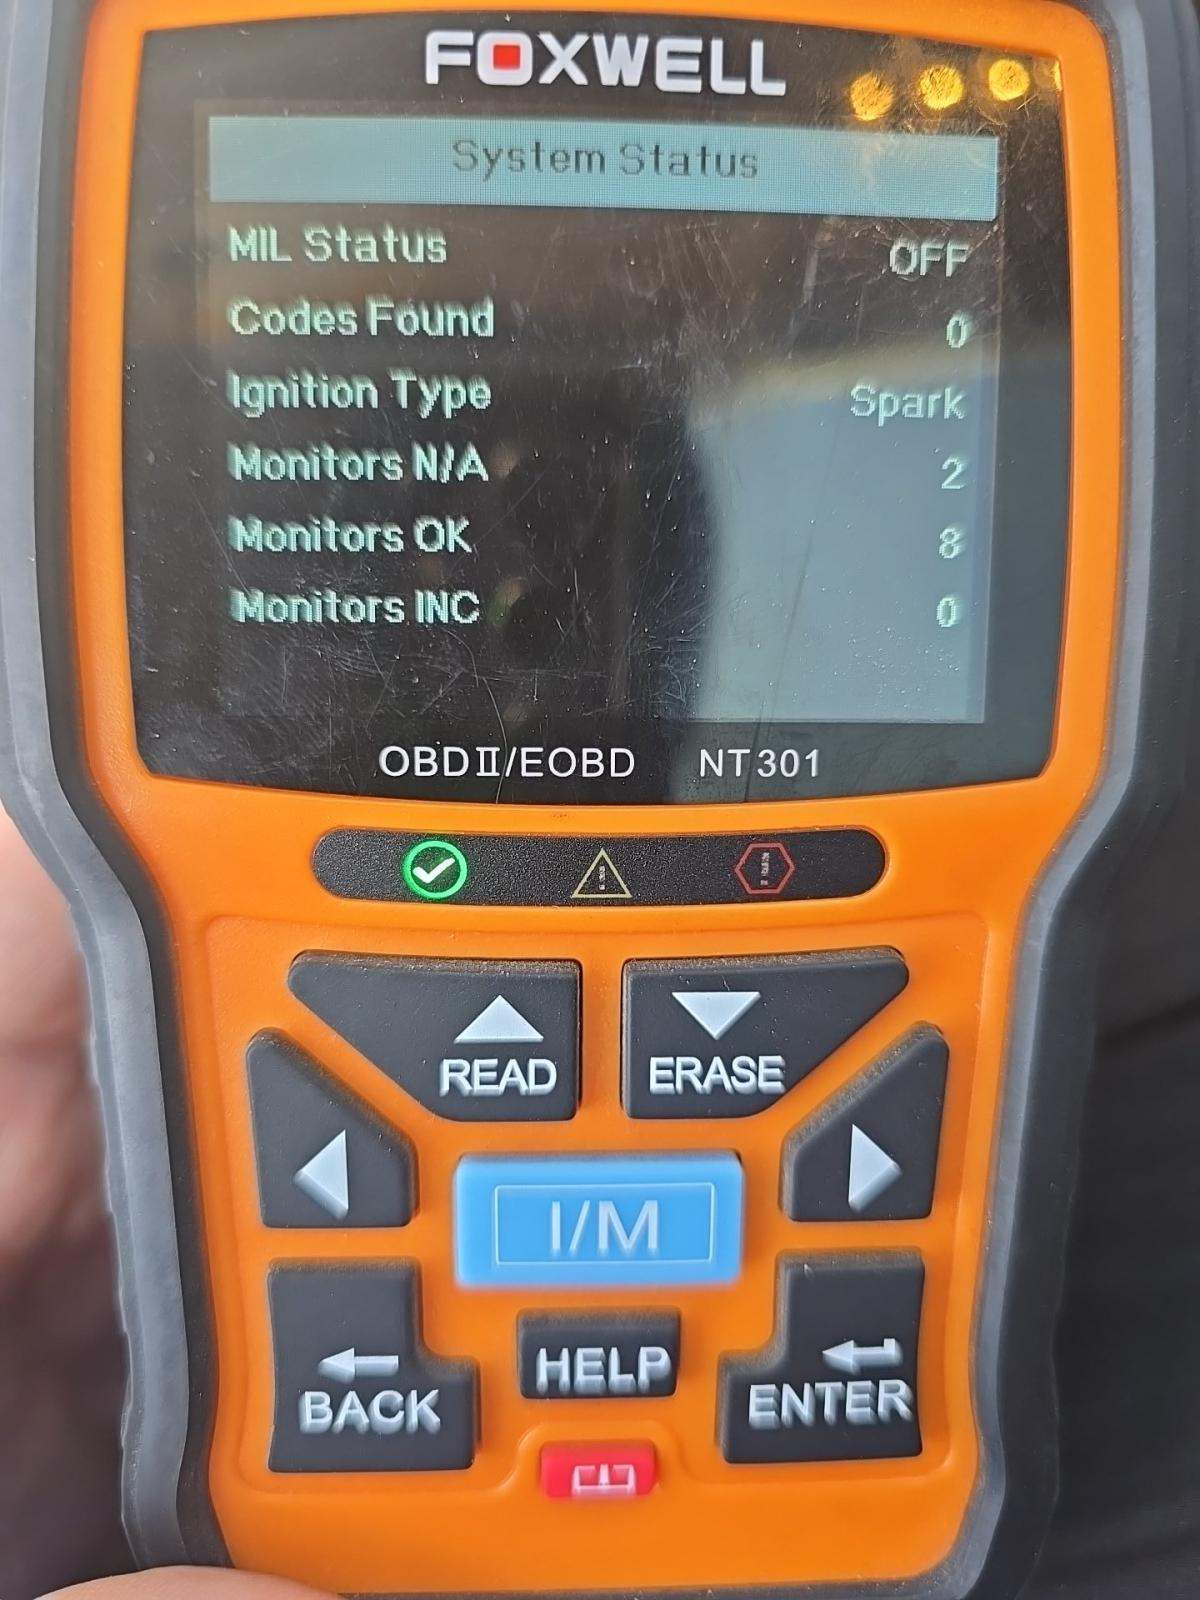 FOXWELL
System Status
MIL Status OFF
Codes Found 0
Ignition Type Spark
Monitors N/A 2
Monitors OK 8
Monitors INC 0
OBDII/EOBD NT301
READ ERASE
I/M
HELP
BACK ENTER